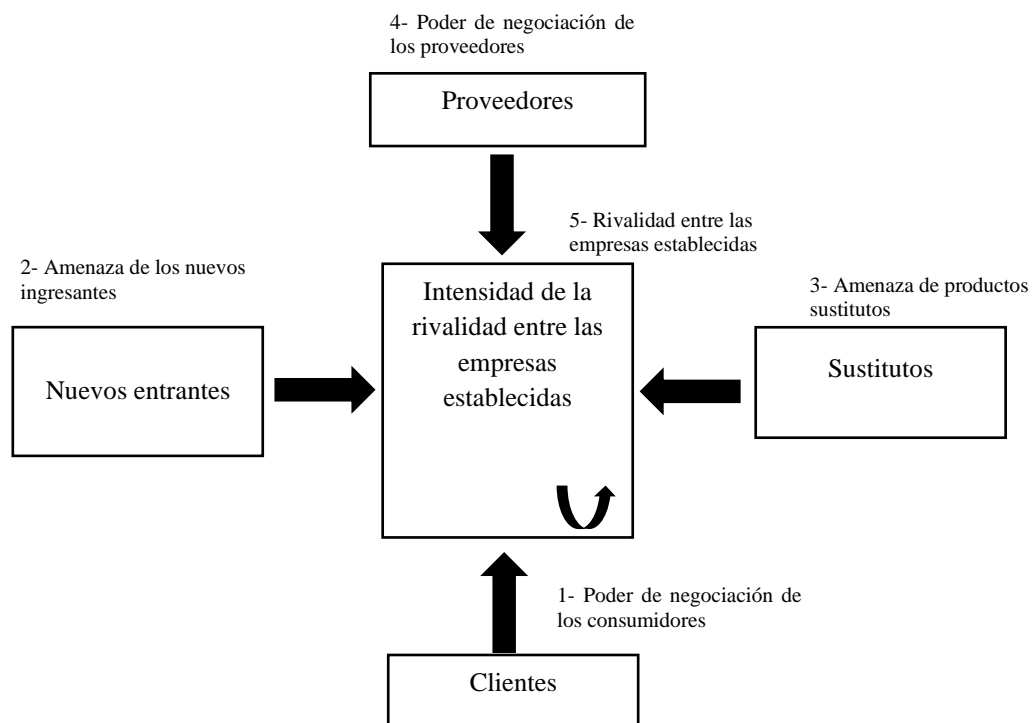 4- Poder de negociación de
los proveedores
Proveedores
5- Rivalidad entre las
empresas establecidas
2- Amenaza de los nuevos
ingresantes
Nuevos entrantes
Intensidad de la
rivalidad entre las
empresas
establecidas
3- Amenaza de productos
sustitutos
Sustitutos
1- Poder de negociación de
los consumidores
Clientes